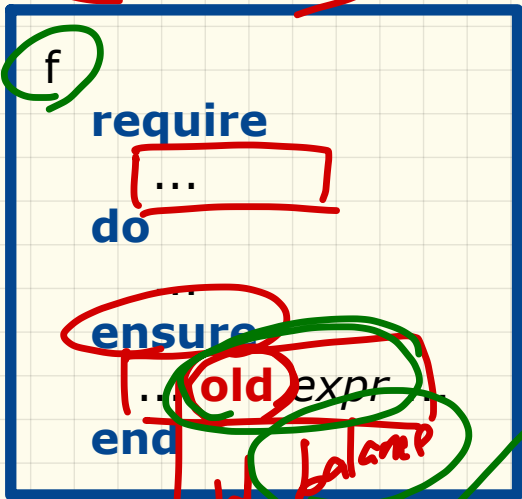 f
require
...
do
...
ensure
... old expr ...
end
balance